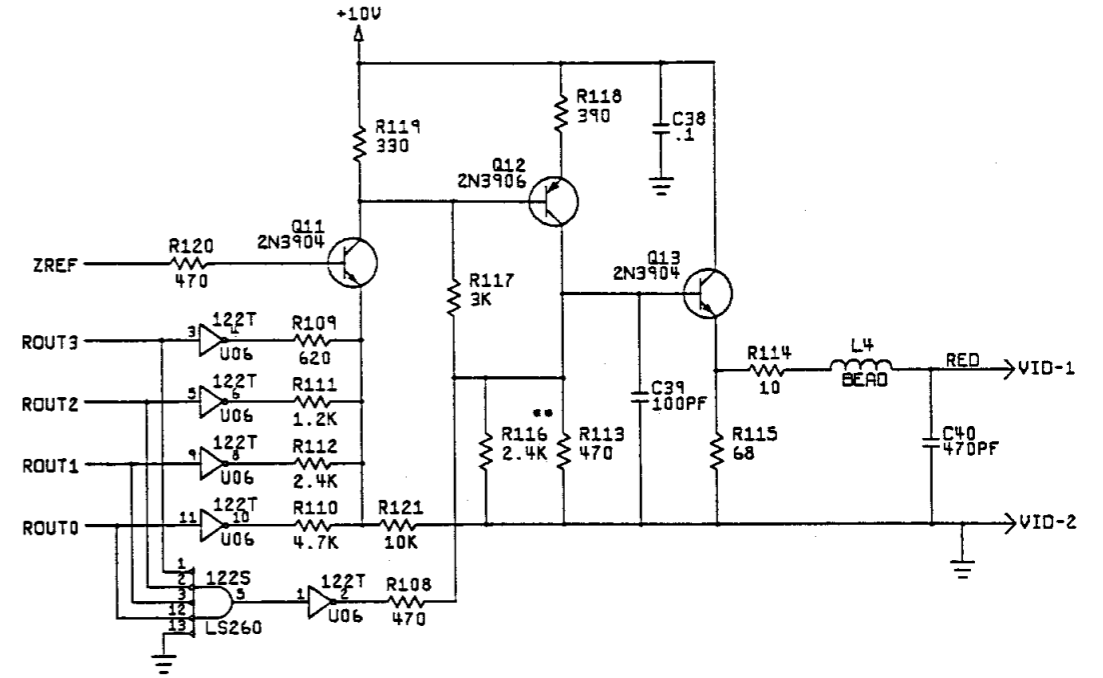 +10V
R119
330
R118
390
C38
.1
Q12
2N3906
Q11
2N3904
ZREF
R120
470
R117
3K
Q13
2N3904
ROUT3
3
122T
4
U06
R109
620
ROUT2
5
122T
6
U06
R111
1.2K
ROUT1
9
122T
8
U06
R112
2.4K
ROUT0
11
122T
10
U06
R110
4.7K
R121
10K
**
R116
2.4K
R113
470
C39
100PF
R114
10
L4
BEAD
RED
VID-1
R115
68
C40
470PF
VID-2
1
2
3
12
13
122S
5
LS260
1
122T
2
U06
R108
470